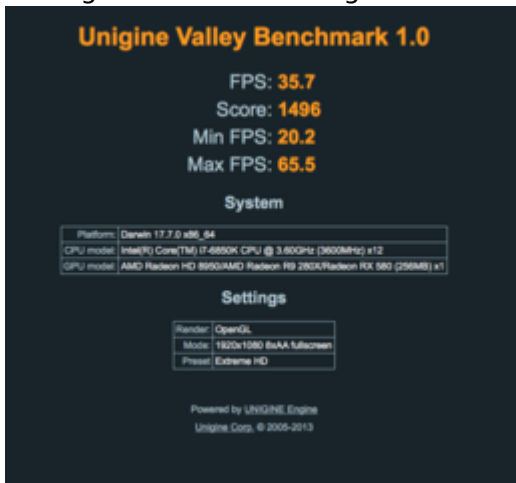 Unigine Valley Benchmark 1.0
FPS: 35.7
Score: 1496
Min FPS: 20.2
Max FPS: 65.5
System
Platform: Darwin 17.7.0 x86_64
CPU model: Intel(R) Core(TM) i7-6850K CPU @ 3.60GHz (3600MHz) x12
GPU model: AMD Radeon HD 8950/AMD Radeon R9 280X/Radeon RX 580 (256MB) x1
Settings
Render: OpenGL
Mode: 1920x1080 8xAA fullscreen
Preset Extreme HD
Powered by UNIGINE Engine
Unigine Corp. © 2005-2013